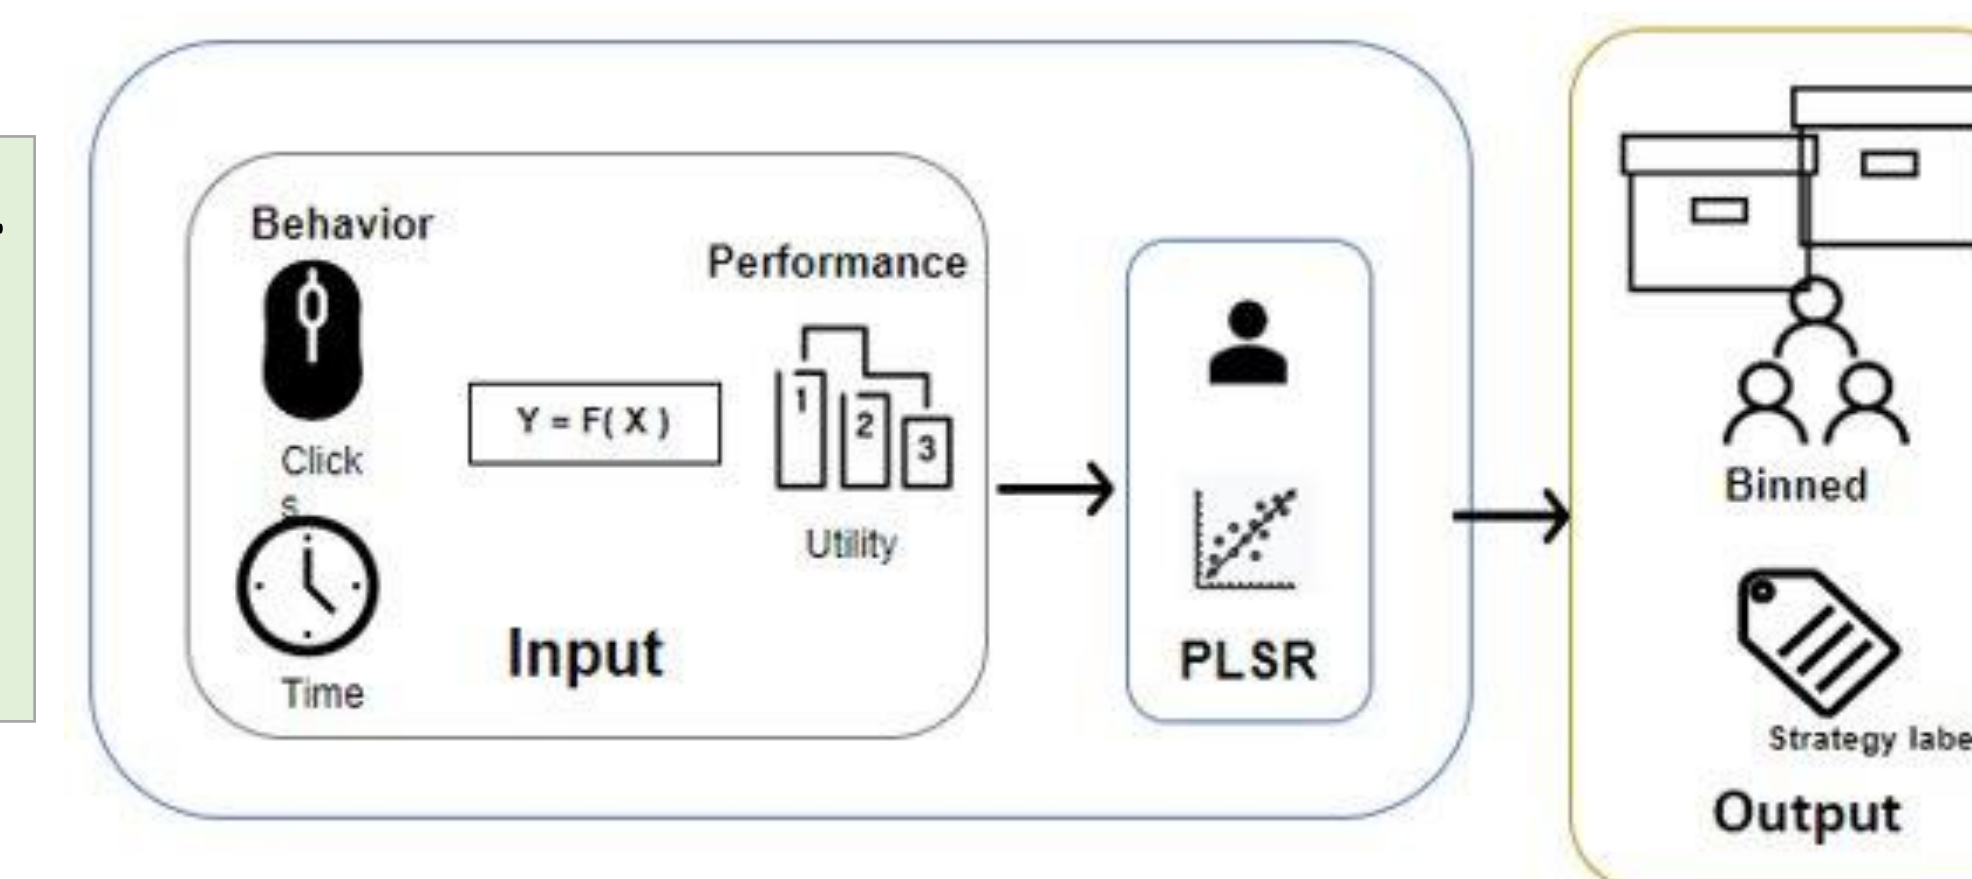 Behavior
Click
s
Time
Y = F( X )
Performance
1
2
3
Utility
Input
PLSR
Binned
Strategy labe
Output